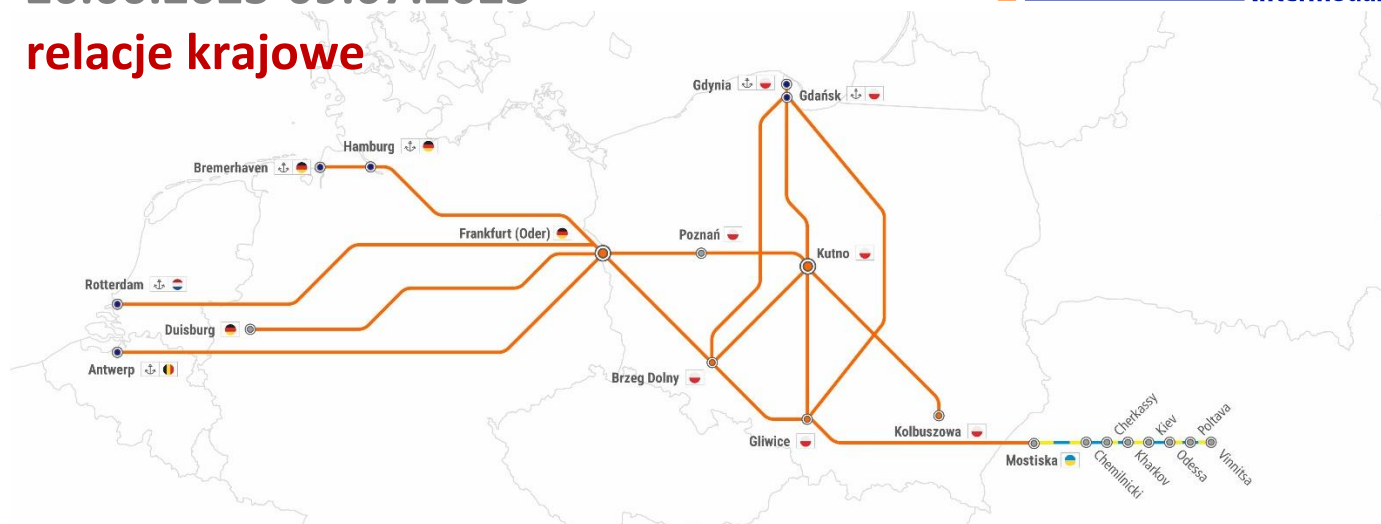 relacje krajowe
Gdynia
Gdańsk
Hamburg
Bremerhaven
Frankfurt (Oder)
Poznań
Kutno
Rotterdam
Duisburg
Antwerp
Brzeg Dolny
Gliwice
Kolbuszowa
Mostiska
Chemilnicki
Cherkassy
Kharkov
Kiev
Odessa
Poltava
Vinnitsa